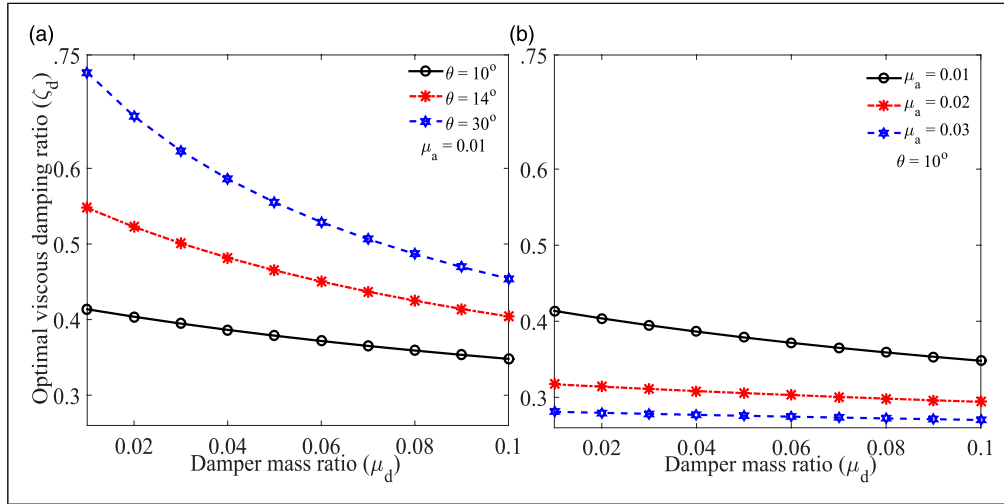 (a)
Optimal viscous damping ratio (ζd)
.75
0.6
0.5
0.4
0.3
0.02 0.04 0.06 0.08 0.1
Damper mass ratio (μd)
θ = 10°
θ = 14°
θ = 30°
μa = 0.01
(b)
.75
0.6
0.5
0.4
0.3
0.02 0.04 0.06 0.08 0.1
Damper mass ratio (μd)
μa = 0.01
μa = 0.02
μa = 0.03
θ = 10°